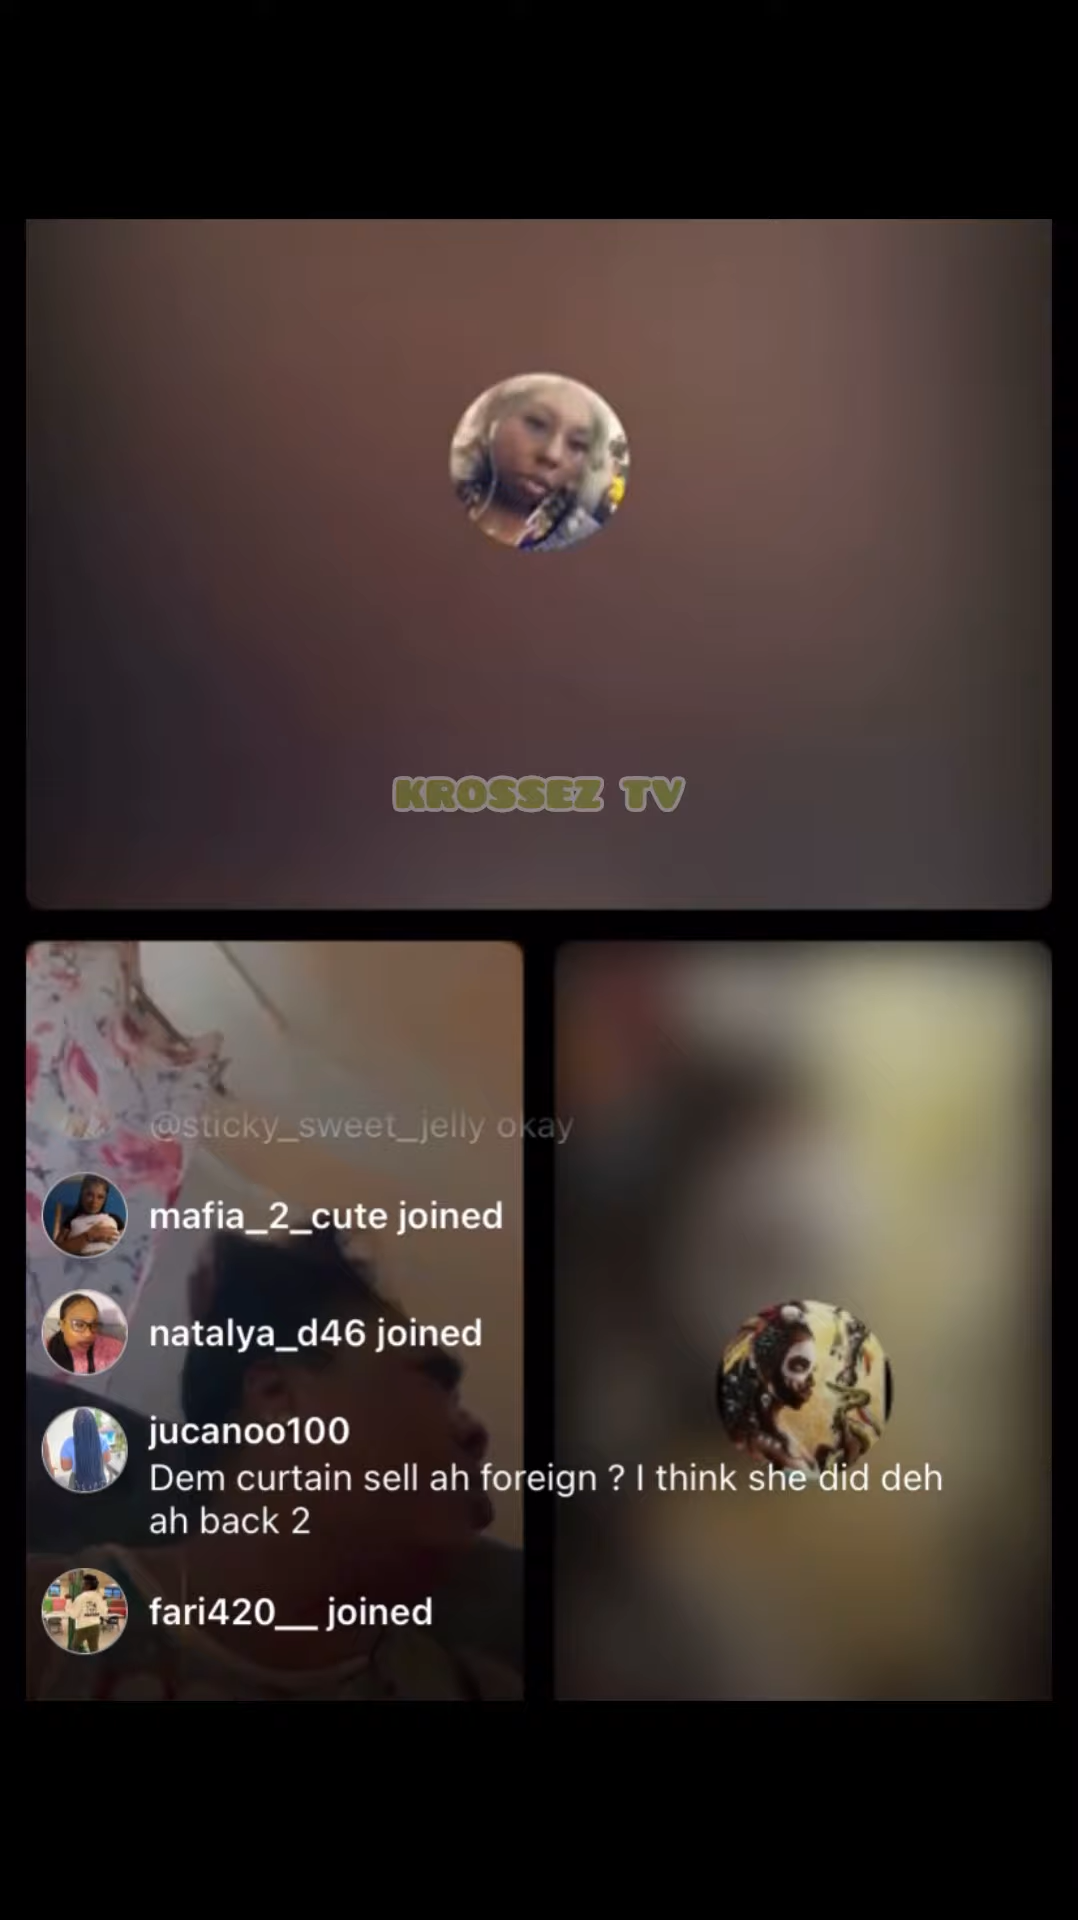 KROSSEZ TV
@sticky_sweet_jelly okay
mafia_2_cute joined
natalya_d46 joined
jucanoo100
Dem curtain sell ah foreign ? I think she did deh
ah back 2
fari420__ joined